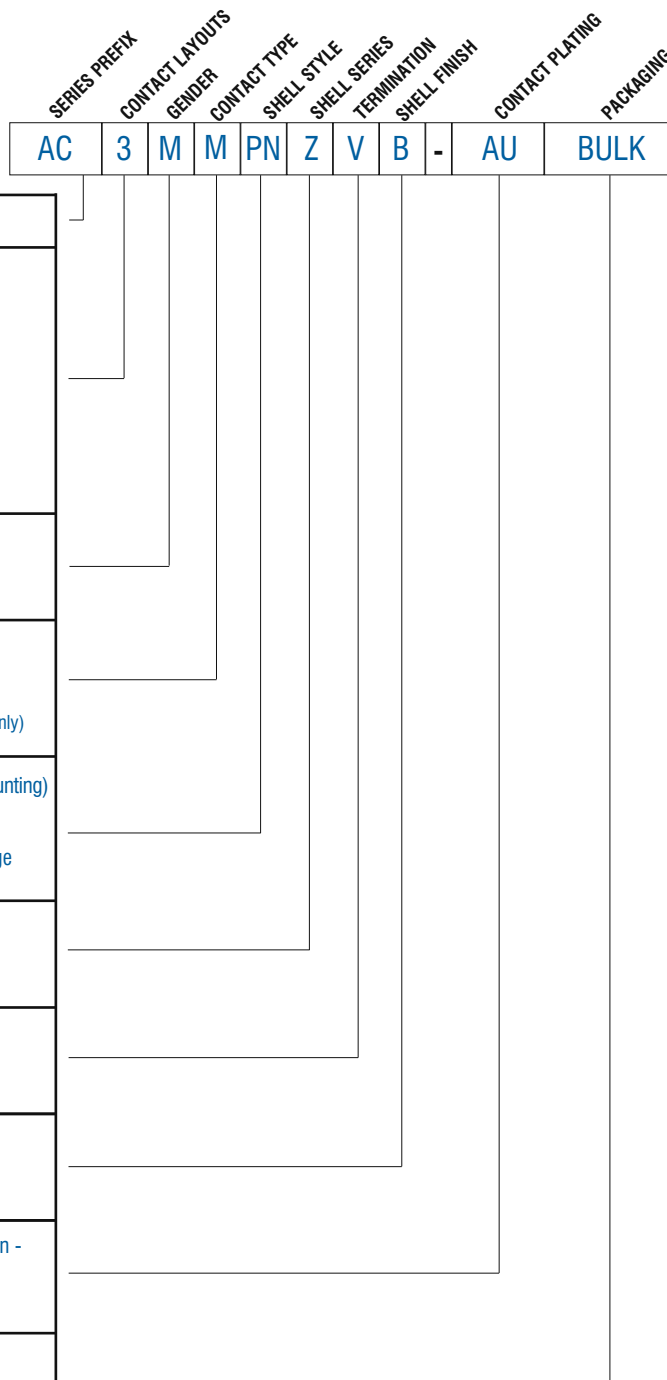 SERIES PREFIX
CONTACT LAYOUTS
GENDER
CONTACT TYPE
SHELL STYLE
SHELL SERIES
TERMINATION
SHELL FINISH
CONTACT PLATING
PACKAGING
AC 3 M M PN Z V B - AU BULK
nly)
unting)
ge
n -